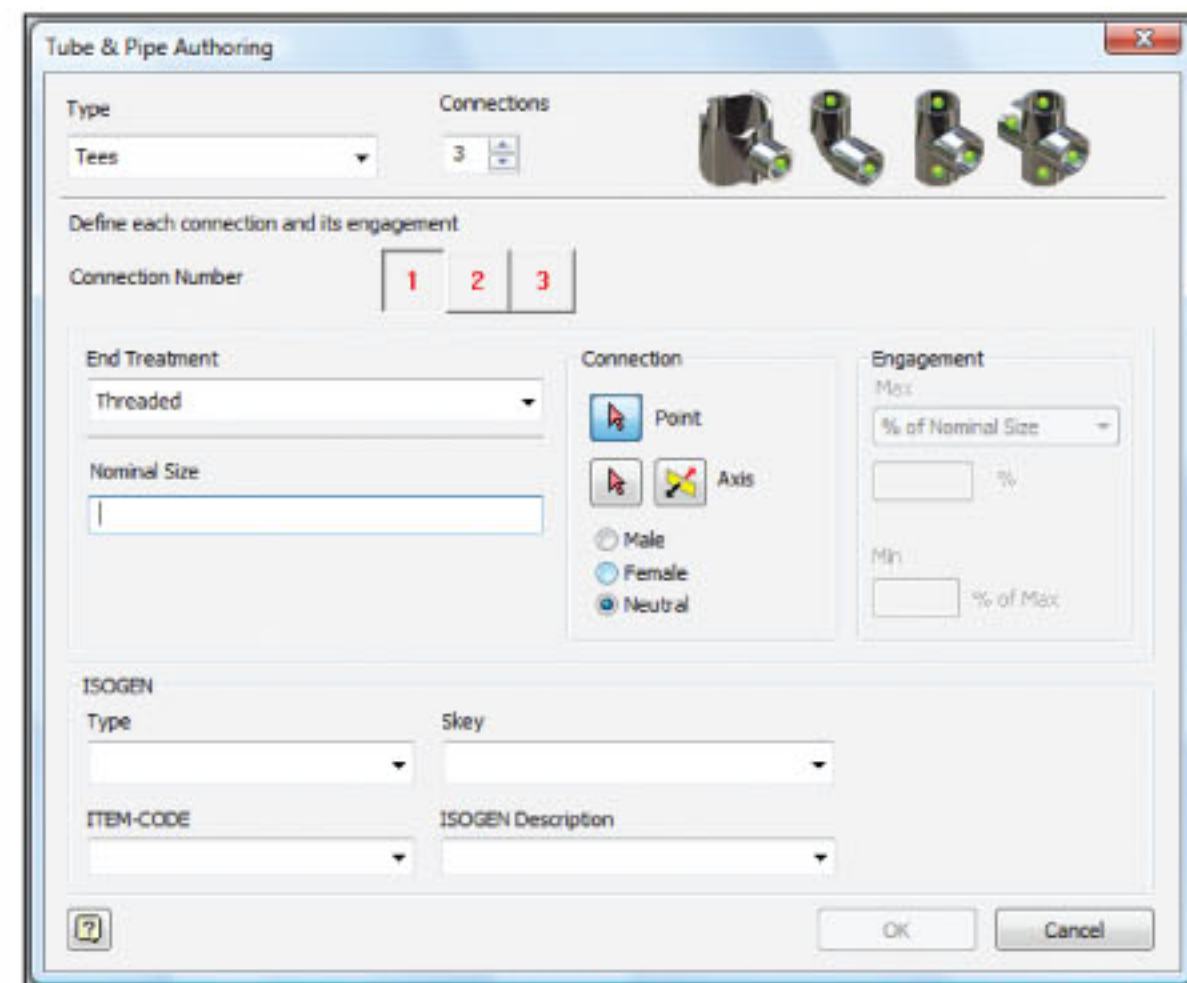 Tube & Pipe Authoring
Type
Connections
Tees
3
Define each connection and its engagement
Connection Number
1 2 3
End Treatment
Threaded
Nominal Size
Connection
Point
Axis
Male
Female
Neutral
Engagement
Max
% of Nominal Size
%
Min
% of Max
ISOGEN
Type
Skey
ITEM-CODE
ISOGEN Description
OK
Cancel